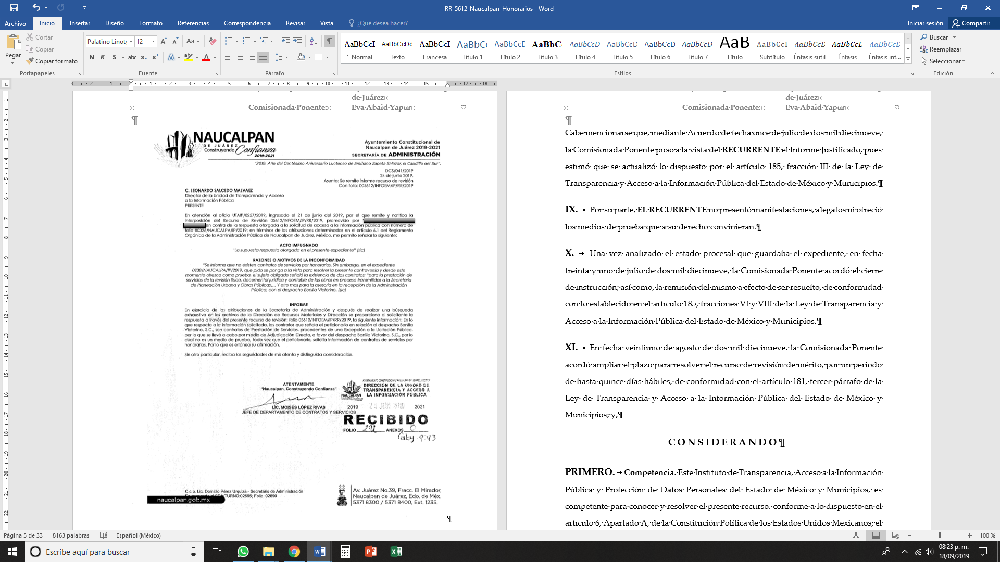 RR-5612-Naucalpan-Honorarios - Word
Archivo Inicio Insertar Diseño Formato Referencias Correspondencia Revisar Vista ¿Qué desea hacer? Iniciar sesión Compartir
Pegar
Cortar
Copiar
Copiar formato
Portapapeles
Palatino Linoty 12
Fuente
Párrafo
AaBbCcI AaBbCcDd AaBbCcI AaBbCc AaBbCcD AaBbC AaBbCcD AaBbCcD AaBbCcD AaBbCcD AaB AaBbCcI AaBbCcD AaBbCcD AaBbCcD
¶ Normal Texto Francesa Título 1 Título 2 Título 3 Título 4 Título 5 Título 6 Título 7 Título Subtítulo Énfasis sutil Énfasis Énfasis int...
Estilos
Buscar
Reemplazar
Seleccionar
Edición
de·Juárez¤
¤ Comisionada·Ponente:¤ Eva·Abaid·Yapur¤ ¤
¶
NAUCALPAN
DE JUÁREZ
Construyendo Confianza
2019-2021
Ayuntamiento Constitucional de
Naucalpan de Juárez 2019-2021
SECRETARÍA DE ADMINISTRACIÓN
"2019. Año del Centésimo Aniversario Luctuoso de Emiliano Zapata Salazar, el Caudillo del Sur".
DCS/041/2019
24 de junio 2019.
Asunto: Se remite informe recurso de revisión
Con folio: 005612/INFOEM/IP/RR/2019
C. LEONARDO SALCEDO MALVAEZ
Director de la Unidad de Transparencia y Acceso
a la Información Pública
PRESENTE
En atención al oficio UTAIP/0257/2019, ingresado el 21 de junio del 2019, por el que remite y notifica la
interposición del Recurso de Revisión 05612/INFOEM/IP/RR/2019, promovido por
en contra de la respuesta otorgada a la solicitud de acceso a la información pública con número de
folio 00326/NAUCALPA/IP/2019; en términos de las atribuciones determinadas en el artículo 6.1 del Reglamento
Orgánico de la Administración Pública de Naucalpan de Juárez, México, me permito señalar lo siguiente:
ACTO IMPUGNADO
"La supuesta respuesta otorgada en el presente expediente" (sic)
RAZONES O MOTIVOS DE LA INCONFORMIDAD
"Se informa que no existen contratos de servicios por honorarios. Sin embargo, en el expediente
0238/NAUCALPA/IP/2019, que pido se ponga a la vista para resolver la presente controversia y desde este
momento ofrezco como prueba, el sujeto obligado señaló la existencia de dos contratos: "para la prestación de
servicios de la revisión física, documental jurídica y contable de las obras en proceso transmitidas a la Secretaría
de Planeación Urbana y Obras Públicas.... Y otro mas para la asesoría en la recepción de la Administración
Pública, con el despacho Bonilla Victorino. (sic)
INFORME
En ejercicio de las atribuciones de la Secretaría de Administración y después de realizar una búsqueda
exhaustiva en los archivos de la Dirección de Recursos Materiales y Dirección se proporciona al solicitante la
respuesta a través del presente recurso de revisión: folio 05612/INFOEM/IP/RR/2019, la siguiente información: En lo
que respecta a la información solicitada, los contratos que señala el peticionario en relación al despacho Bonilla
Victorino, S.C., son contratos de Prestación de Servicios, procedentes de una Excepción a la Licitación Pública,
por lo que se llevó a cabo por medio de Adjudicación Directa, a favor del despacho Bonilla Victorino, S.C., por lo
cual no es un medio de prueba, toda vez que el peticionario, solicita información de contratos de servicios por
honorarios. Por lo que es errónea su afirmación.
Sin otro particular, reciba las seguridades de mis atenta y distinguida consideración.
ATENTAMENTE
"Naucalpan, Construyendo Confianza"
LIC. MOISÉS LÓPEZ RIVAS
JEFE DE DEPARTAMENTO DE CONTRATOS Y SERVICIOS
DIRECCIÓN DE LA UNIDAD DE
TRANSPARENCIA Y ACCESO A
LA INFORMACIÓN PUBLICA
NAUCALPAN
2019 2021
RECIBIDO
FOLIO 292 ANEXOS 0
Gaby 9:43
C.c.p. Lic. Domitilo Pérez Urquiza.- Secretario de Administración
TURNO:02565; Folio :02890
naucalpan.gob.mx
Av. Juárez No.39, Fracc. El Mirador,
Naucalpan de Juárez, Edo. de Méx.
5371 8300 / 5371 8400, Ext. 1235.
¶
de·Juárez¤
¤ Comisionada·Ponente:¤ Eva·Abaid·Yapur¤ ¤
¶
Cabe·mencionarse·que,·mediante·Acuerdo·de·fecha·once·de·julio·de·dos·mil·diecinueve,·
la·Comisionada·Ponente·puso·a·la·vista·del·RECURRENTE·el·Informe·Justificado,·pues·
estimó·que·se·actualizó·lo·dispuesto·por·el·artículo·185,·fracción·III·de·la·Ley·de·
Transparencia·y·Acceso·a·la·Información·Pública·del·Estado·de·México·y·Municipios.¶
IX.→Por·su·parte,·EL·RECURRENTE·no·presentó·manifestaciones,·alegatos·ni·ofreció·
los·medios·de·prueba·que·a·su·derecho·convinieran.¶
X.→Una·vez·analizado·el·estado·procesal·que·guardaba·el·expediente,·en·fecha·
treinta·y·uno·de·julio·de·dos·mil·diecinueve,·la·Comisionada·Ponente·acordó·el·cierre·
de·instrucción;·así·como,·la·remisión·del·mismo·a·efecto·de·ser·resuelto,·de·conformidad·
con·lo·establecido·en·el·artículo·185,·fracciones·VI·y·VIII·de·la·Ley·de·Transparencia·y·
Acceso·a·la·Información·Pública·del·Estado·de·México·y·Municipios.¶
XI.→En·fecha·veintiuno·de·agosto·de·dos·mil·diecinueve,·la·Comisionada·Ponente·
acordó·ampliar·el·plazo·para·resolver·el·recurso·de·revisión·de·mérito,·por·un·periodo·
de·hasta·quince·días·hábiles,·de·conformidad·con·el·artículo·181,·tercer·párrafo·de·la·
Ley·de·Transparencia·y·Acceso·a·la·Información·Pública·del·Estado·de·México·y·
Municipios;·y,¶
CONSIDERANDO¶
PRIMERO.→Competencia.·Este·Instituto·de·Transparencia,·Acceso·a·la·Información·
Pública·y·Protección·de·Datos·Personales·del·Estado·de·México·y·Municipios,·es·
competente·para·conocer·y·resolver·el·presente·recurso,·conforme·a·lo·dispuesto·en·el·
artículo·6,·Apartado·A,·de·la·Constitución·Política·de·los·Estados·Unidos·Mexicanos;·el·
Página 5 de 33 8163 palabras Español (México) 100 %
Escribe aquí para buscar
08:23 p. m.
18/09/2019